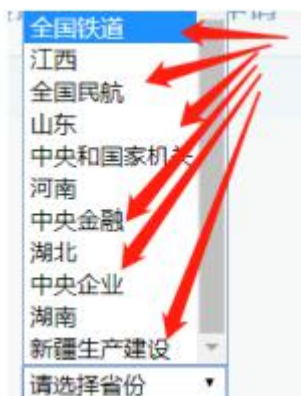 全国铁道
江西
全国民航
山东
中央和国家机关
河南
中央金融
湖北
中央企业
湖南
新疆生产建设
请选择省份